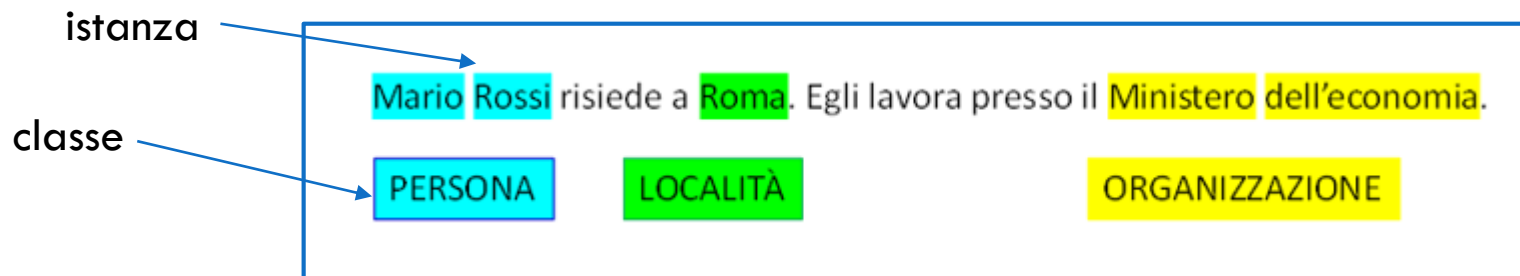 istanza
Mario Rossi risiede a Roma. Egli lavora presso il Ministero dell’economia.
classe
PERSONA LOCALITÀ ORGANIZZAZIONE